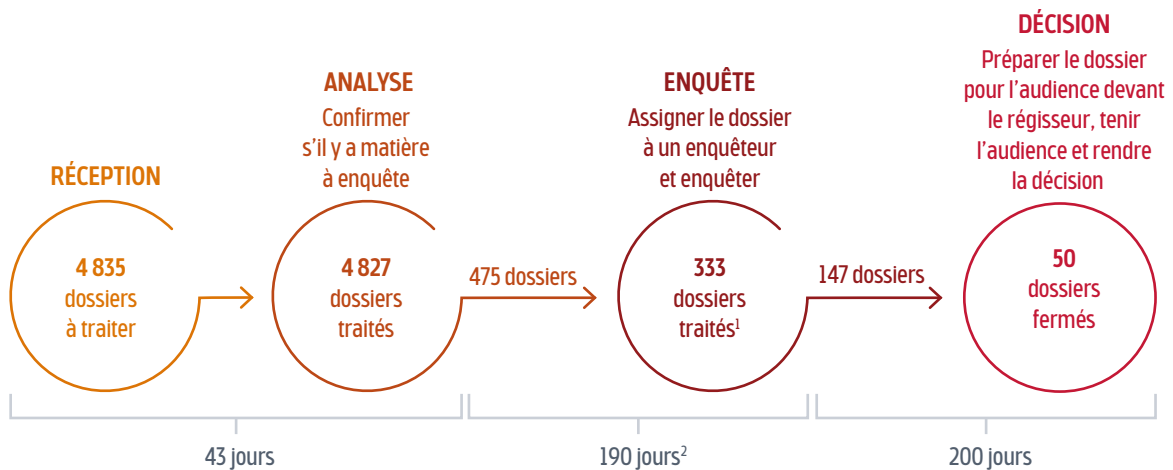 RÉCEPTION
4 835
dossiers
à traiter
ANALYSE
Confirmer
s’il y a matière
à enquête
4 827
dossiers
traités
475 dossiers
ENQUÊTE
Assigner le dossier
à un enquêteur
et enquêter
333
dossiers
traités¹
147 dossiers
DÉCISION
Préparer le dossier
pour l’audience devant
le régisseur, tenir
l’audience et rendre
la décision
50
dossiers
fermés
43 jours
190 jours²
200 jours